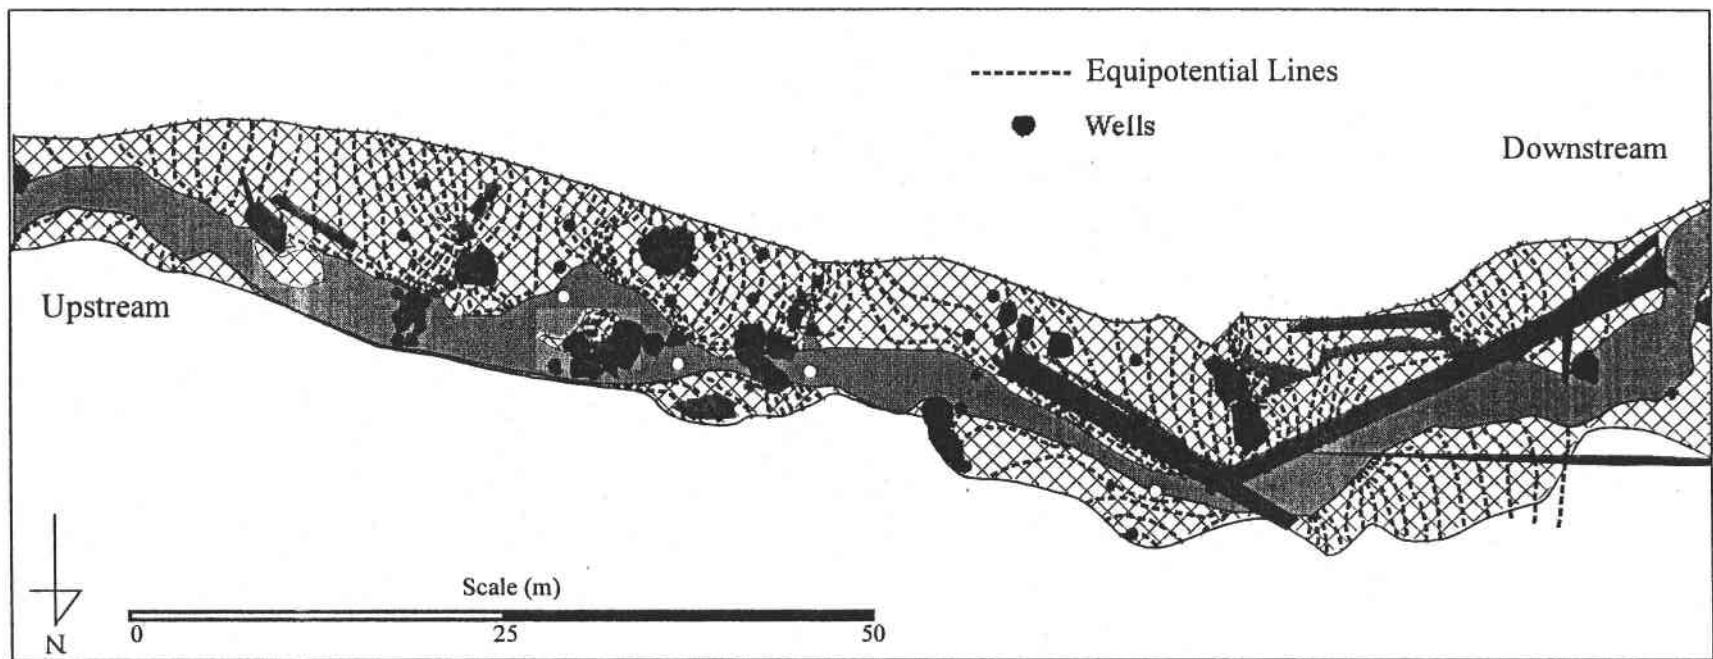 Equipotential Lines
Wells
Downstream
Upstream
Scale (m)
0
25
50
N